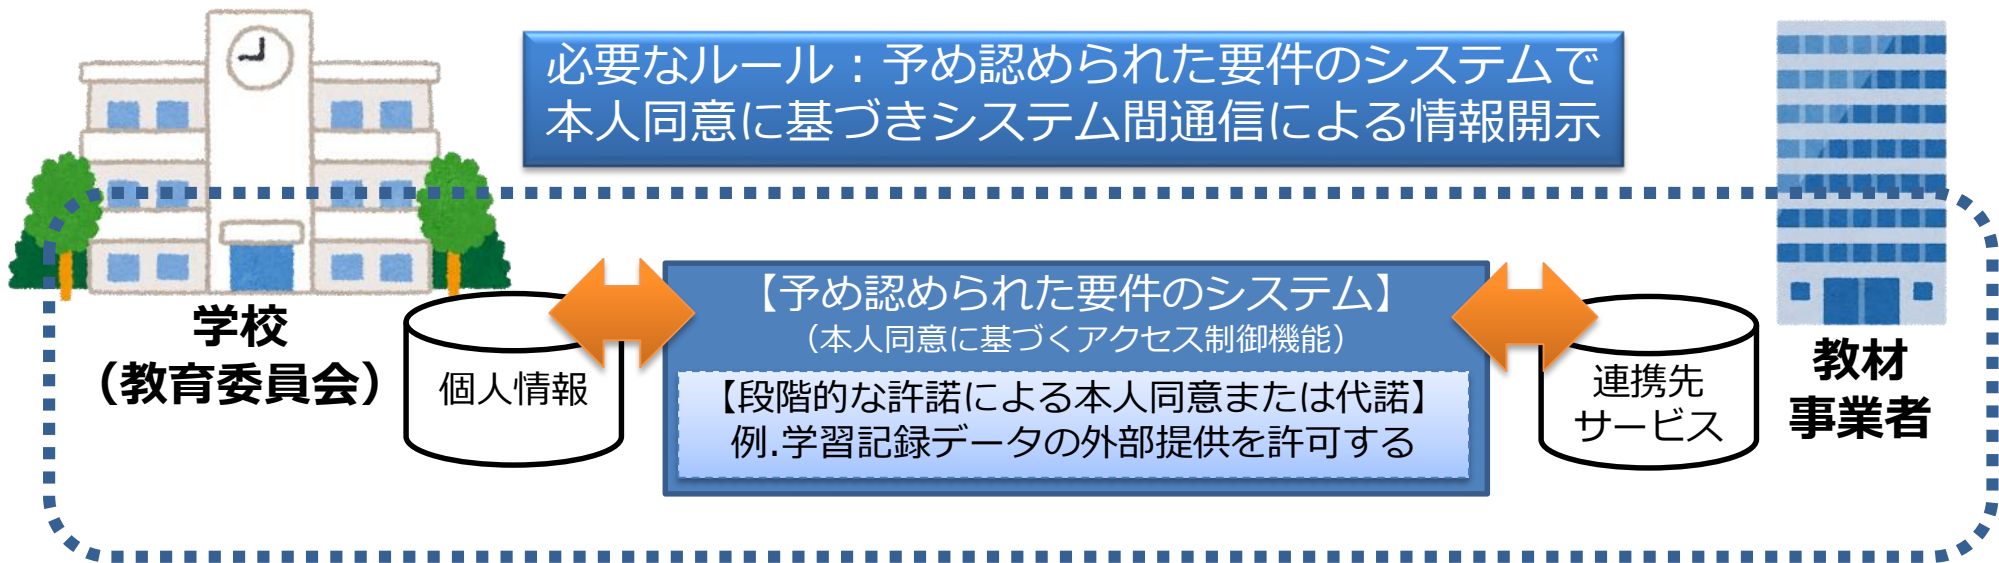 必要なルール：予め認められた要件のシステムで
本人同意に基づきシステム間通信による情報開示
学校
（教育委員会）
個人情報
【予め認められた要件のシステム】
（本人同意に基づくアクセス制御機能）
【段階的な許諾による本人同意または代諾】
例.学習記録データの外部提供を許可する
連携先
サービス
教材
事業者